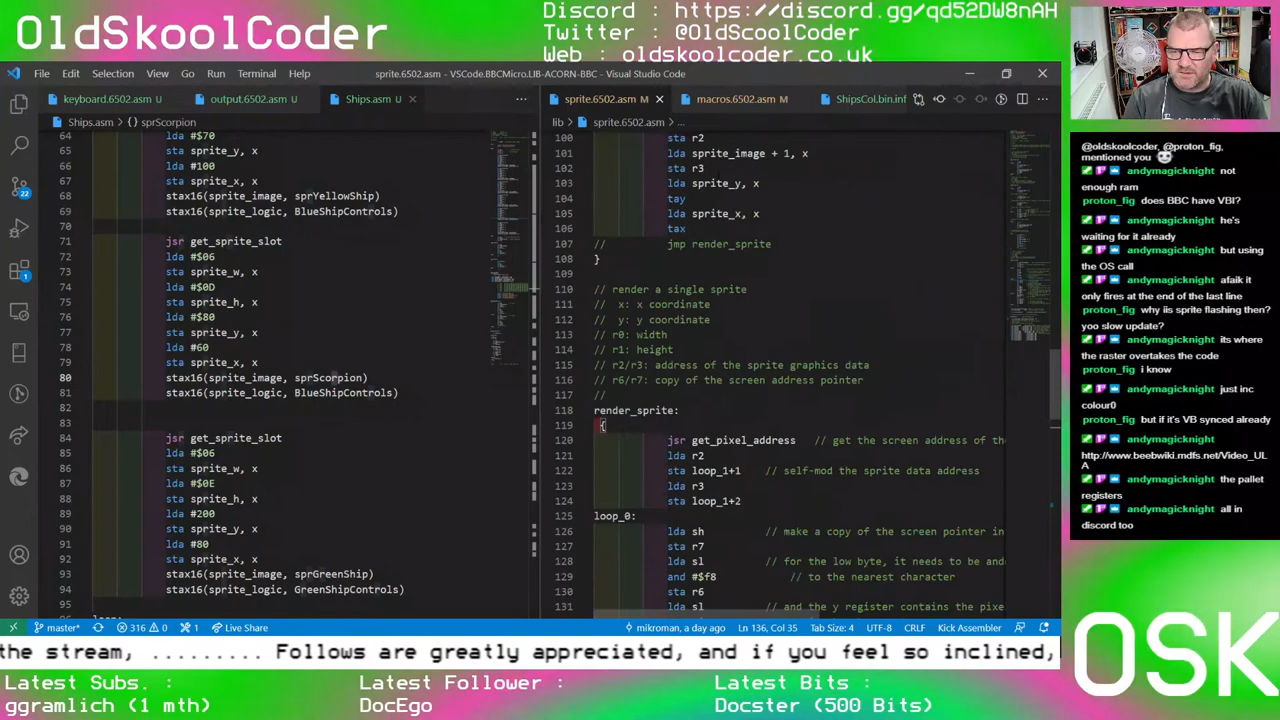 OldSkoolCoder
Discord : https://discord.gg/qd52DW8nAH
Twitter : @OldScoolCoder
Web : oldskoolcoder.co.uk
File Edit Selection View Go Run Terminal Help
sprite.6502.asm - VSCode.BBCMicro.LIB-ACORN-BBC - Visual Studio Code
keyboard.6502.asm U output.6502.asm U Ships.asm U
Ships.asm > sprScorpion
64 lda #$70
65 sta sprite_y, x
66 lda #100
67 sta sprite_x, x
68 stax16(sprite_image, sprYellowShip)
69 stax16(sprite_logic, BlueShipControls)
70
71 jsr get_sprite_slot
72 lda #$06
73 sta sprite_w, x
74 lda #$0D
75 sta sprite_h, x
76 lda #$80
77 sta sprite_y, x
78 lda #60
79 sta sprite_x, x
80 stax16(sprite_image, sprScorpion)
81 stax16(sprite_logic, BlueShipControls)
82
83
84 jsr get_sprite_slot
85 lda #$06
86 sta sprite_w, x
87 lda #$0E
88 sta sprite_h, x
89 lda #200
90 sta sprite_y, x
91 lda #80
92 sta sprite_x, x
93 stax16(sprite_image, sprGreenShip)
94 stax16(sprite_logic, GreenShipControls)
95
sprite.6502.asm M macros.6502.asm M ShipsCol.bin.inf
lib > sprite.6502.asm > ...
100 sta r2
101 lda sprite_image + 1, x
102 sta r3
103 lda sprite_y, x
104 tay
105 lda sprite_x, x
106 tax
107 // jmp render_sprite
108 }
109
110 // render a single sprite
111 // x: x coordinate
112 // y: y coordinate
113 // r0: width
114 // r1: height
115 // r2/r3: address of the sprite graphics data
116 // r6/r7: copy of the screen address pointer
117 //
118 render_sprite:
119 {
120 jsr get_pixel_address // get the screen address of th
121 lda r2
122 sta loop_1+1 // self-mod the sprite data address
123 lda r3
124 sta loop_1+2
125 loop_0:
126 lda sh // make a copy of the screen pointer in
127 sta r7
128 lda sl // for the low byte, it needs to be and
129 and #$f8 // to the nearest character
130 sta r6
131 lda sl // and the y register contains the pixe
22
1
master* 316 0 1 Live Share
mikroman, a day ago Ln 136, Col 35 Tab Size: 4 UTF-8 CRLF Kick Assembler
@oldskoolcoder, @proton_fig,
mentioned you
andymagicknight not
enough ram
proton_fig does BBC have VBI?
andymagicknight he's
waiting for it already
andymagicknight but using
the OS call
andymagicknight afaik it
only fires at the end of the last line
proton_fig why iis sprite flashing then?
yoo slow update?
andymagicknight its where
the raster overtakes the code
proton_fig i know
andymagicknight just inc
colour0
proton_fig but if it's VB synced already
andymagicknight
http://www.beebwiki.mdfs.net/Video_UL
A
andymagicknight the pallet
registers
andymagicknight all in
discord too
OSK
the stream, ......... Follows are greatly appreciated, and if you feel so inclined,
Latest Subs. :
ggramlich (1 mth)
Latest Follower :
DocEgo
Latest Bits :
Docster (500 Bits)